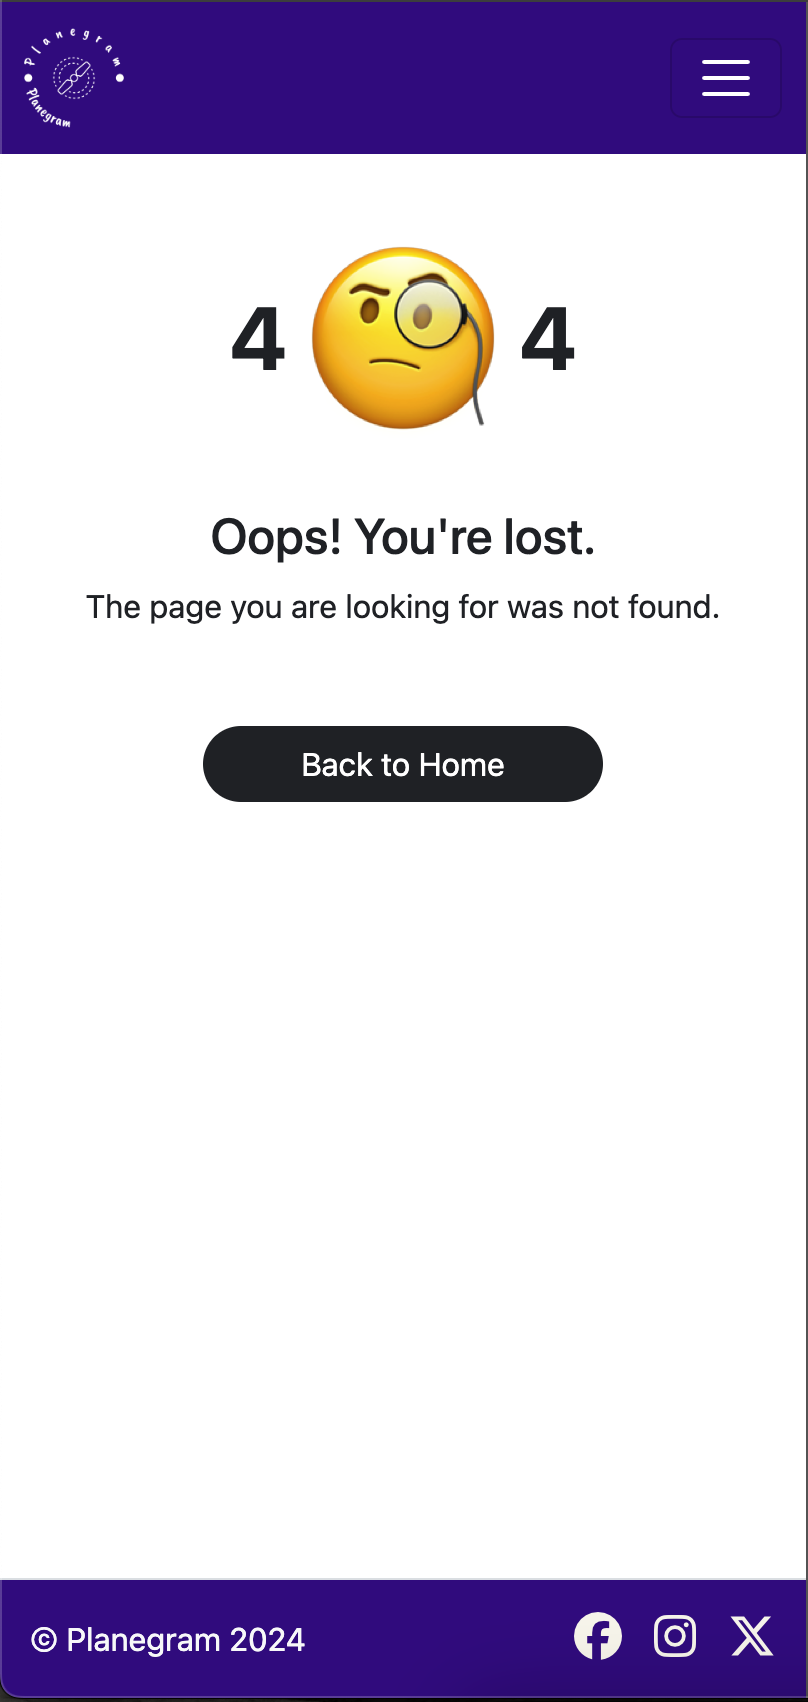 Planegram
Planegram
4 4
Oops! You're lost.
The page you are looking for was not found.
Back to Home
© Planegram 2024